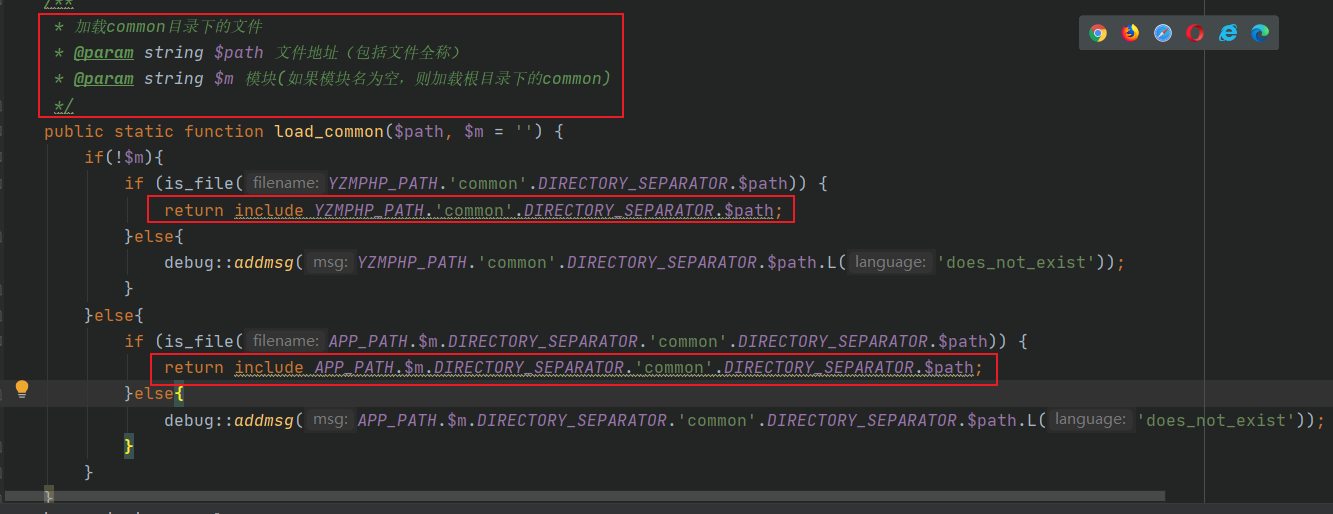 /**
* 加载common目录下的文件
* @param string $path 文件地址（包括文件全称）
* @param string $m 模块(如果模块名为空，则加载根目录下的common)
*/
public static function load_common($path, $m = '') {
if(!$m){
if (is_file( filename: YZMPHP_PATH.'common'.DIRECTORY_SEPARATOR.$path)) {
return include YZMPHP_PATH.'common'.DIRECTORY_SEPARATOR.$path;
}else{
debug::addmsg( msg: YZMPHP_PATH.'common'.DIRECTORY_SEPARATOR.$path.L( language: 'does_not_exist'));
}
}else{
if (is_file( filename: APP_PATH.$m.DIRECTORY_SEPARATOR.'common'.DIRECTORY_SEPARATOR.$path)) {
return include APP_PATH.$m.DIRECTORY_SEPARATOR.'common'.DIRECTORY_SEPARATOR.$path;
}else{
debug::addmsg( msg: APP_PATH.$m.DIRECTORY_SEPARATOR.'common'.DIRECTORY_SEPARATOR.$path.L( language: 'does_not_exist'));
}
}
}